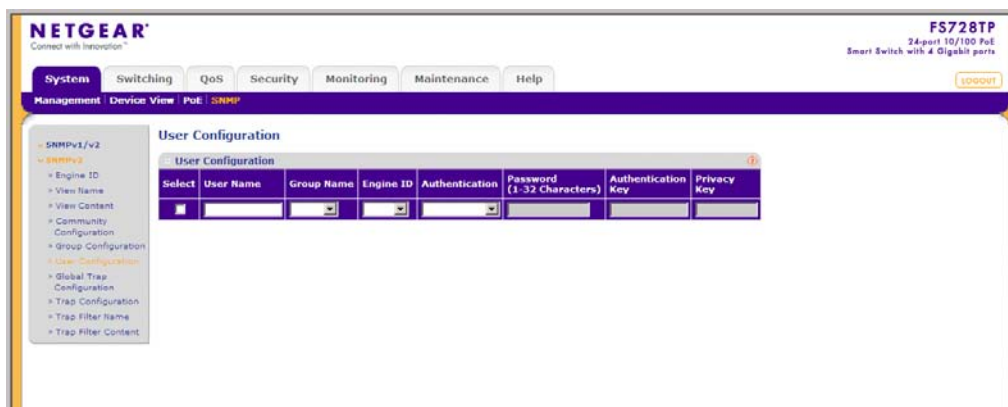 NETGEAR®
Connect with Innovation™
FS728TP
24-port 10/100 PoE
Smart Switch with 4 Gigabit ports
System Switching QoS Security Monitoring Maintenance Help
LOGOUT
Management Device View PoE SNMP
SNMPv1/v2
SNMPv3
» Engine ID
» View Name
» View Content
» Community
Configuration
» Group Configuration
» User Configuration
» Global Trap
Configuration
» Trap Configuration
» Trap Filter Name
» Trap Filter Content
User Configuration
User Configuration
Select User Name Group Name Engine ID Authentication Password
(1-32 Characters) Authentication
Key Privacy
Key